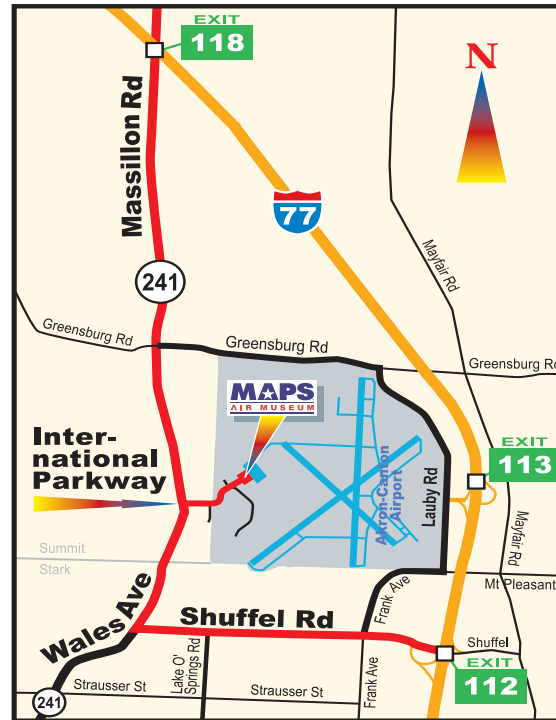 EXIT
118
N
Massillon Rd
77
Mayfair Rd
241
Greensburg Rd
Greensburg Rd
Greensburg Rd
MAPS
AIR MUSEUM
Inter-
national
Parkway
EXIT
113
Akron-Canton
Airport
Lauby Rd
Mayfair Rd
Summit
Stark
Mt Pleasant
Frank Ave
Wales Ave
Shuffel Rd
Shuffel
Lake O'
Springs Rd
Frank Ave
EXIT
112
Strausser St
Strausser St
241